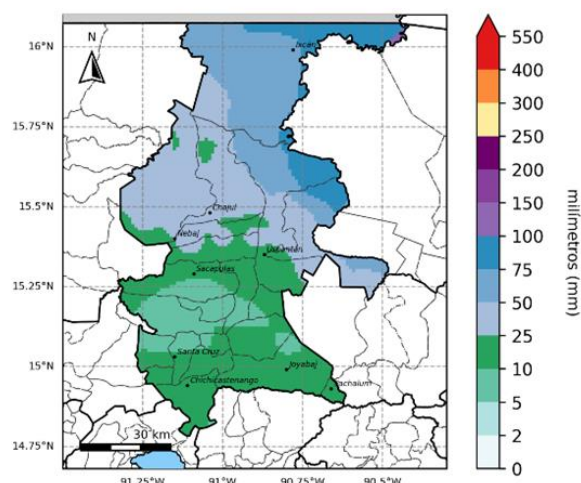 N
16°N
15.75°N
15.5°N
15.25°N
15°N
14.75°N
Ixcán
Chajul
Nebaj
Uspantán
Sacapulas
Santa Cruz
Joyabaj
Chichicastenango
Pachalum
30 km
91.25°W
91°W
90.75°W
90.5°W
550
400
300
250
200
150
100
75
50
25
10
5
2
0
milímetros (mm)